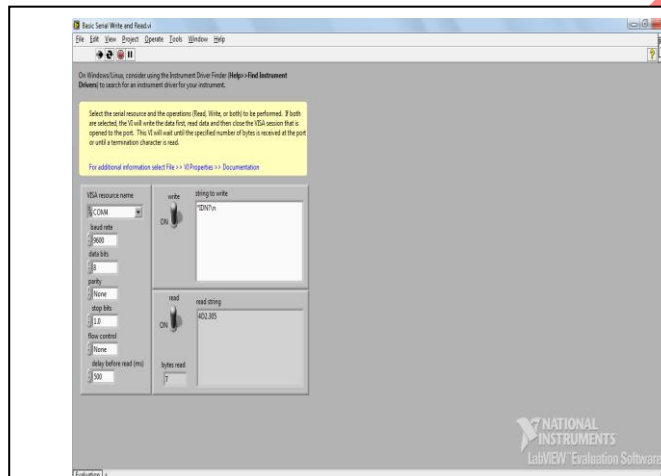 Basic Serial Write and Read.vi
File Edit View Project Operate Tools Window Help
On Windows/Linux, consider using the Instrument Driver Finder (Help>>Find Instrument
Drivers) to search for an instrument driver for your instrument.
Select the serial resource and the operations (Read, Write, or both) to be performed. If both
are selected, the VI will write the data first, read data and then close the VISA session that is
opened to the port. This VI will wait until the specified number of bytes is received at the port
or until a termination character is read.
For additional information select File >> VI Properties >> Documentation
VISA resource name
COM4
baud rate
9600
data bits
8
parity
None
stop bits
1.0
flow control
None
delay before read (ms)
500
write
ON
string to write
*IDN?\n
read
ON
read string
402.305
bytes read
7
NATIONAL
INSTRUMENTS
LabVIEW™ Evaluation Software
Evaluation